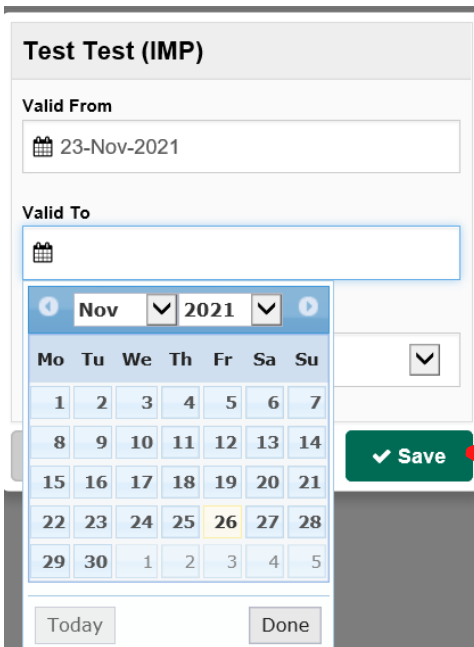 Test Test (IMP)
Valid From
23-Nov-2021
Valid To
Nov 2021
Mo Tu We Th Fr Sa Su
1 2 3 4 5 6 7
8 9 10 11 12 13 14
Save
15 16 17 18 19 20 21
22 23 24 25 26 27 28
29 30 1 2 3 4 5
Today Done